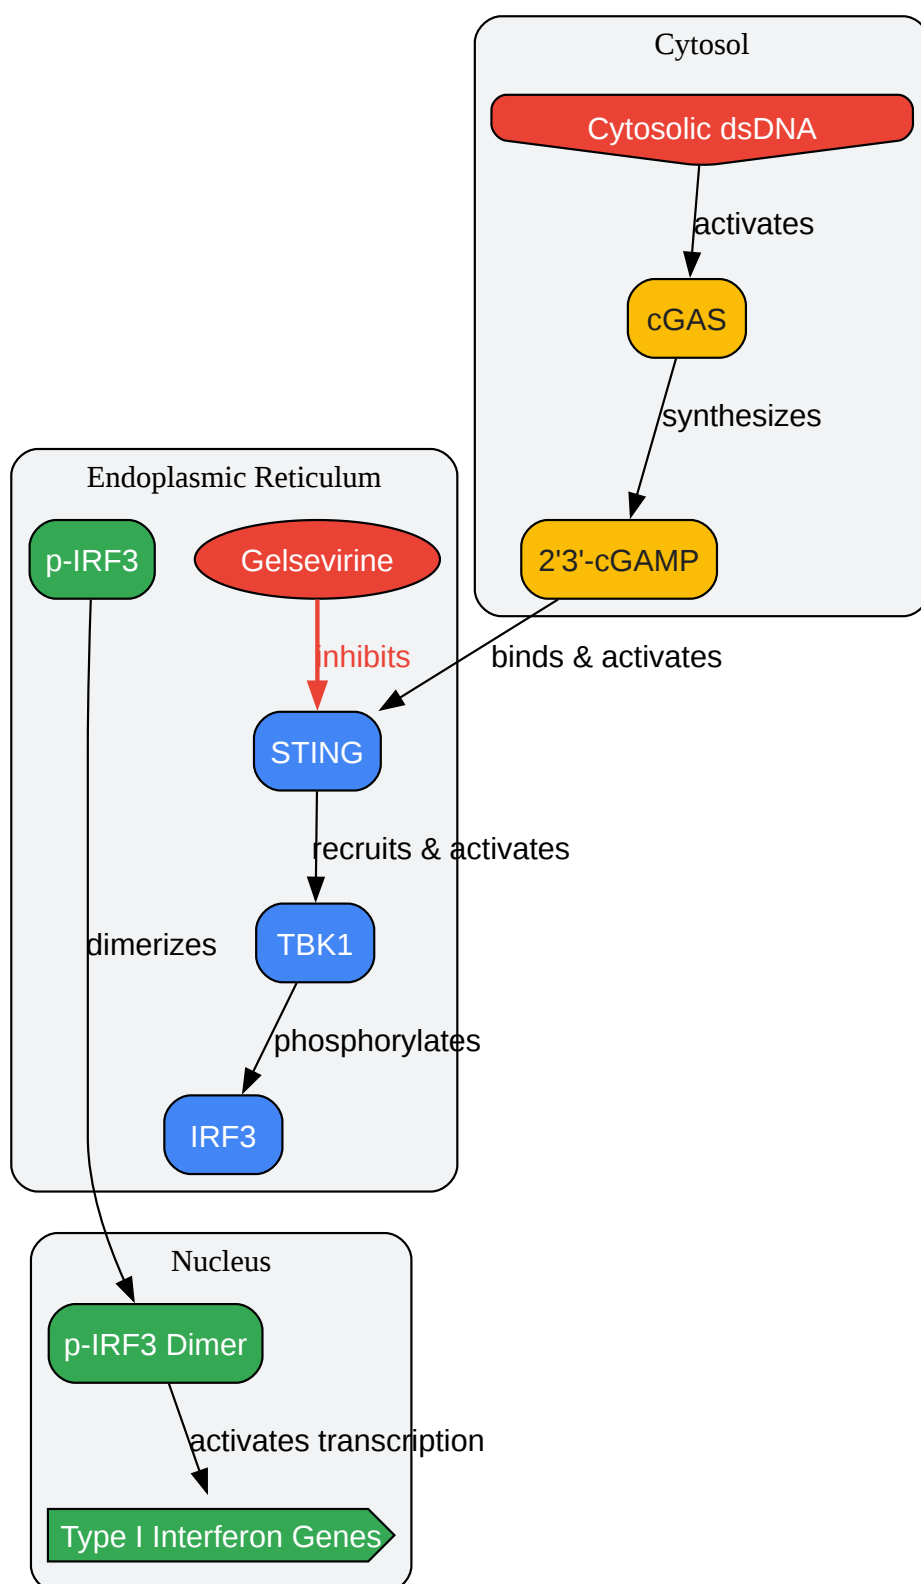 Cytosol
Cytosolic dsDNA
activates
cGAS
synthesizes
Endoplasmic Reticulum
p-IRF3
Gelsevirine
2'3'-cGAMP
inhibits
binds & activates
STING
recruits & activates
TBK1
dimerizes
phosphorylates
IRF3
Nucleus
p-IRF3 Dimer
activates transcription
Type I Interferon Genes